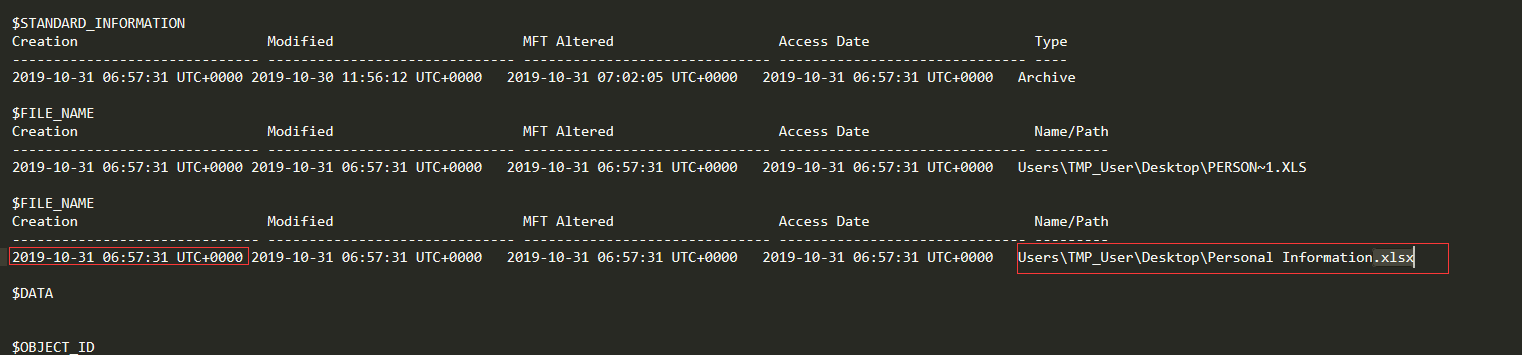 $STANDARD_INFORMATION
Creation                       Modified                       MFT Altered                    Access Date                    Type
------------------------------ ------------------------------ ------------------------------ ------------------------------ ----
2019-10-31 06:57:31 UTC+0000 2019-10-30 11:56:12 UTC+0000   2019-10-31 07:02:05 UTC+0000   2019-10-31 06:57:31 UTC+0000   Archive
$FILE_NAME
Creation                       Modified                       MFT Altered                    Access Date                    Name/Path
------------------------------ ------------------------------ ------------------------------ ------------------------------ ---------
2019-10-31 06:57:31 UTC+0000 2019-10-31 06:57:31 UTC+0000   2019-10-31 06:57:31 UTC+0000   2019-10-31 06:57:31 UTC+0000   Users\TMP_User\Desktop\PERSON~1.XLS
$FILE_NAME
Creation                       Modified                       MFT Altered                    Access Date                    Name/Path
------------------------------ ------------------------------ ------------------------------ ------------------------------ ---------
2019-10-31 06:57:31 UTC+0000 2019-10-31 06:57:31 UTC+0000   2019-10-31 06:57:31 UTC+0000   2019-10-31 06:57:31 UTC+0000   Users\TMP_User\Desktop\Personal Information.xlsx
$DATA
$OBJECT_ID